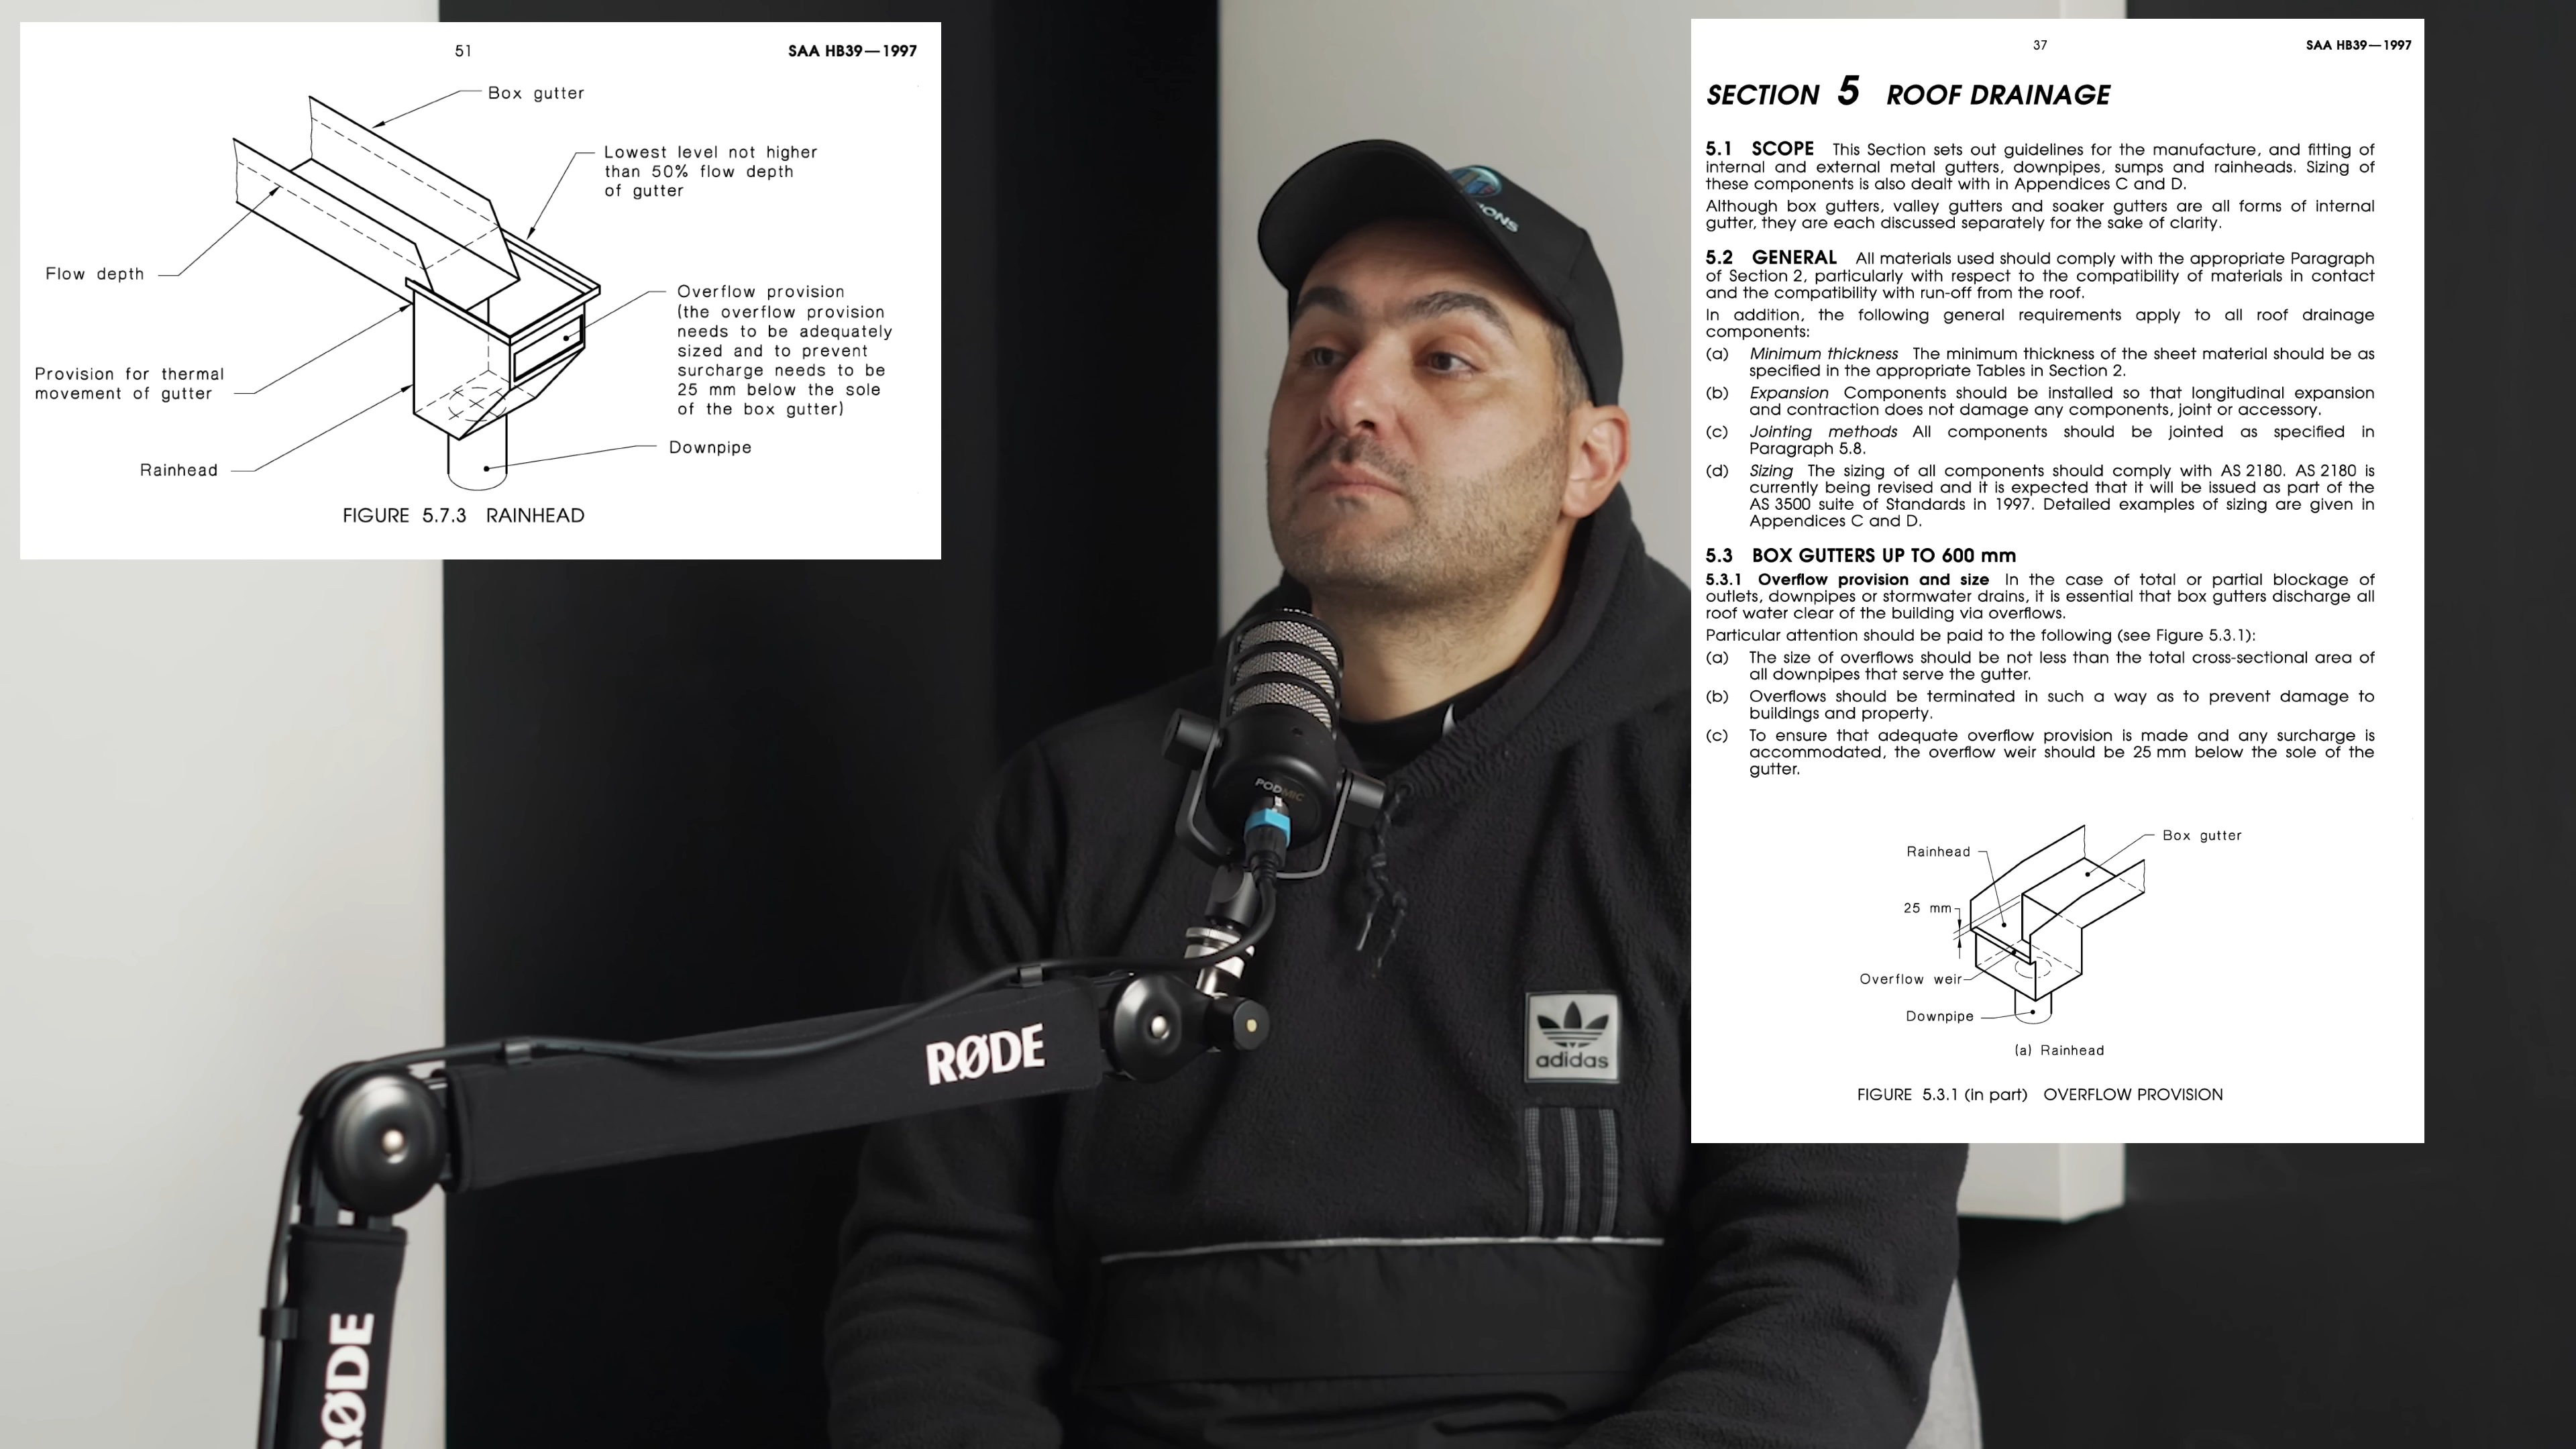 51
SAA HB39—1997
Box gutter
Lowest level not higher
than 50% flow depth
of gutter
Flow depth
Overflow provision
(the overflow provision
needs to be adequately
sized and to prevent
surcharge needs to be
25 mm below the sole
of the box gutter)
Provision for thermal
movement of gutter
Downpipe
Rainhead
FIGURE 5.7.3 RAINHEAD
37
SAA HB39—1997
SECTION 5 ROOF DRAINAGE
5.1 SCOPE This Section sets out guidelines for the manufacture, and fitting of
internal and external metal gutters, downpipes, sumps and rainheads. Sizing of
these components is also dealt with in Appendices C and D.
Although box gutters, valley gutters and soaker gutters are all forms of internal
gutter, they are each discussed separately for the sake of clarity.
5.2 GENERAL All materials used should comply with the appropriate Paragraph
of Section 2, particularly with respect to the compatibility of materials in contact
and the compatibility with run-off from the roof.
In addition, the following general requirements apply to all roof drainage
components:
(a) Minimum thickness The minimum thickness of the sheet material should be as
specified in the appropriate Tables in Section 2.
(b) Expansion Components should be installed so that longitudinal expansion
and contraction does not damage any components, joint or accessory.
(c) Jointing methods All components should be jointed as specified in
Paragraph 5.8.
(d) Sizing The sizing of all components should comply with AS 2180. AS 2180 is
currently being revised and it is expected that it will be issued as part of the
AS 3500 suite of Standards in 1997. Detailed examples of sizing are given in
Appendices C and D.
5.3 BOX GUTTERS UP TO 600 mm
5.3.1 Overflow provision and size In the case of total or partial blockage of
outlets, downpipes or stormwater drains, it is essential that box gutters discharge all
roof water clear of the building via overflows.
Particular attention should be paid to the following (see Figure 5.3.1):
(a) The size of overflows should be not less than the total cross-sectional area of
all downpipes that serve the gutter.
(b) Overflows should be terminated in such a way as to prevent damage to
buildings and property.
(c) To ensure that adequate overflow provision is made and any surcharge is
accommodated, the overflow weir should be 25 mm below the sole of the
gutter.
Box gutter
Rainhead
25 mm
Overflow weir
Downpipe
(a) Rainhead
FIGURE 5.3.1 (in part) OVERFLOW PROVISION
IONS
PODMIC
RØDE
adidas
RØDE